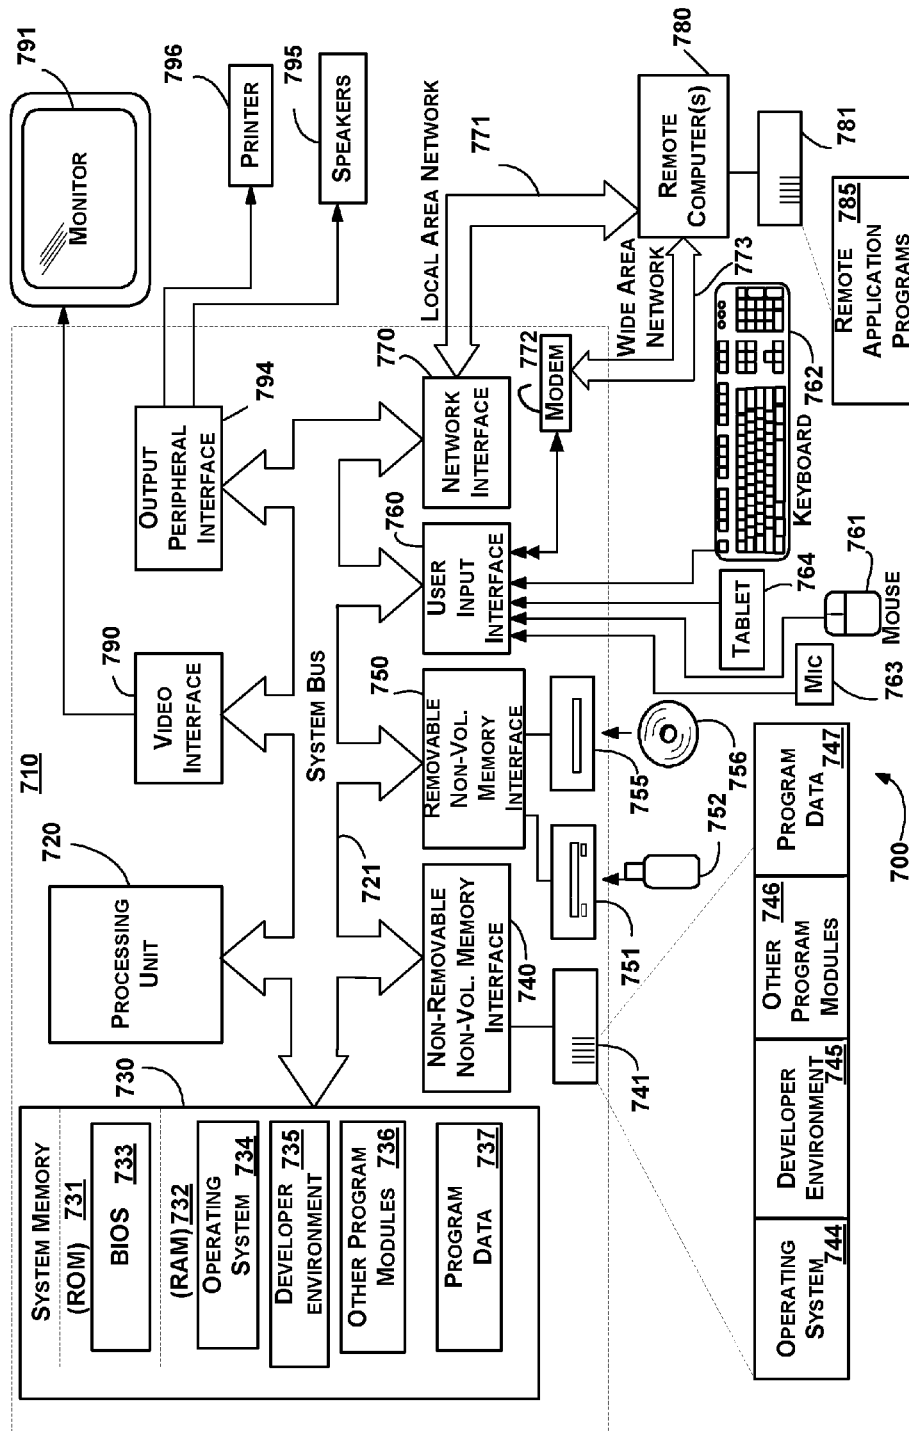 710
SYSTEM MEMORY
(ROM) 731
BIOS 733
(RAM) 732
OPERATING
SYSTEM 734
DEVELOPER 735
ENVIRONMENT
OTHER PROGRAM
MODULES 736
PROGRAM
DATA 737
730
PROCESSING
UNIT
720
721
SYSTEM BUS
VIDEO
INTERFACE
790
OUTPUT
PERIPHERAL
INTERFACE
794
MONITOR
791
PRINTER
796
SPEAKERS
795
NON-REMOVABLE
NON-VOL. MEMORY
INTERFACE
740
REMOVABLE
NON-VOL.
MEMORY
INTERFACE
750
USER
INPUT
INTERFACE
760
NETWORK
INTERFACE
770
LOCAL AREA NETWORK
771
MODEM
772
WIDE AREA
NETWORK
773
REMOTE
COMPUTER(S)
780
781
REMOTE 785
APPLICATION
PROGRAMS
741
751
752
755
756
MIC
763
TABLET
764
MOUSE
761
KEYBOARD
762
OPERATING
SYSTEM 744
DEVELOPER
ENVIRONMENT 745
OTHER 746
PROGRAM
MODULES
PROGRAM
DATA 747
700